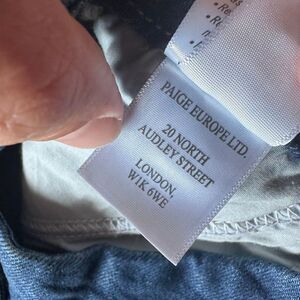 PAIGE EUROPE LTD.
20 NORTH
AUDLEY STREET
LONDON,
W1K 6WE